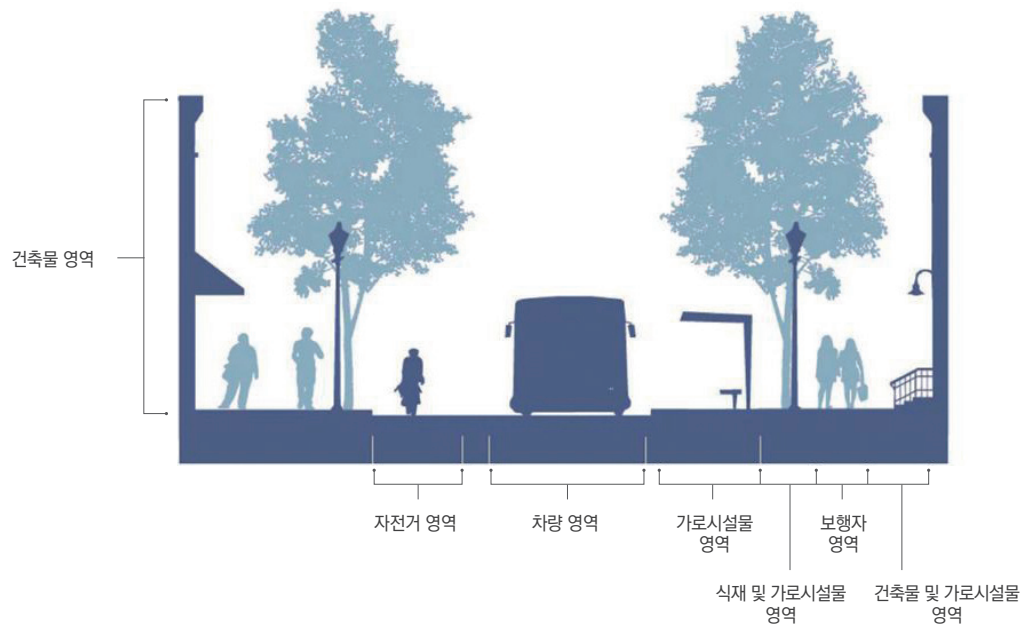 건축물 영역
자전거 영역
차량 영역
가로시설물
영역
보행자
영역
식재 및 가로시설물
영역
건축물 및 가로시설물
영역